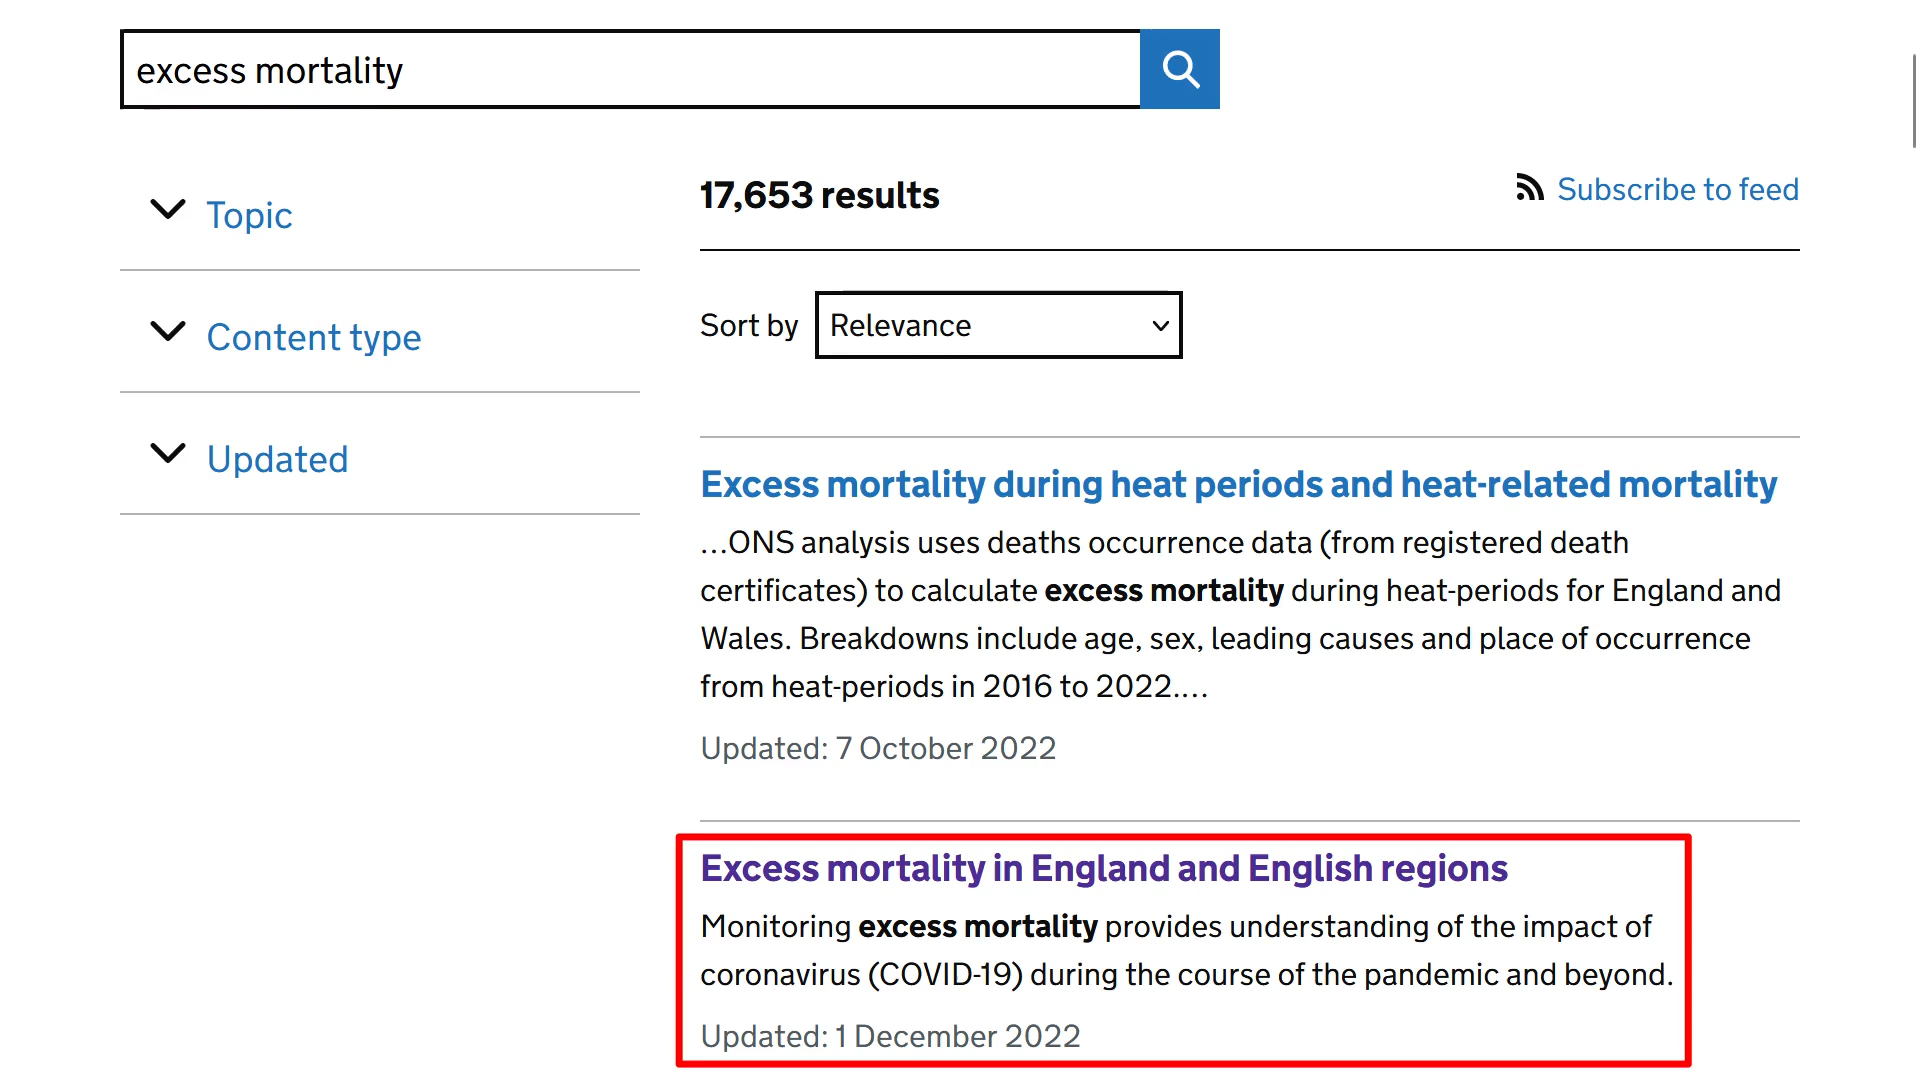 excess mortality
Topic
Content type
Updated
17,653 results
Subscribe to feed
Sort by Relevance
Excess mortality during heat periods and heat-related mortality
…ONS analysis uses deaths occurrence data (from registered death
certificates) to calculate excess mortality during heat-periods for England and
Wales. Breakdowns include age, sex, leading causes and place of occurrence
from heat-periods in 2016 to 2022.…
Updated: 7 October 2022
Excess mortality in England and English regions
Monitoring excess mortality provides understanding of the impact of
coronavirus (COVID-19) during the course of the pandemic and beyond.
Updated: 1 December 2022